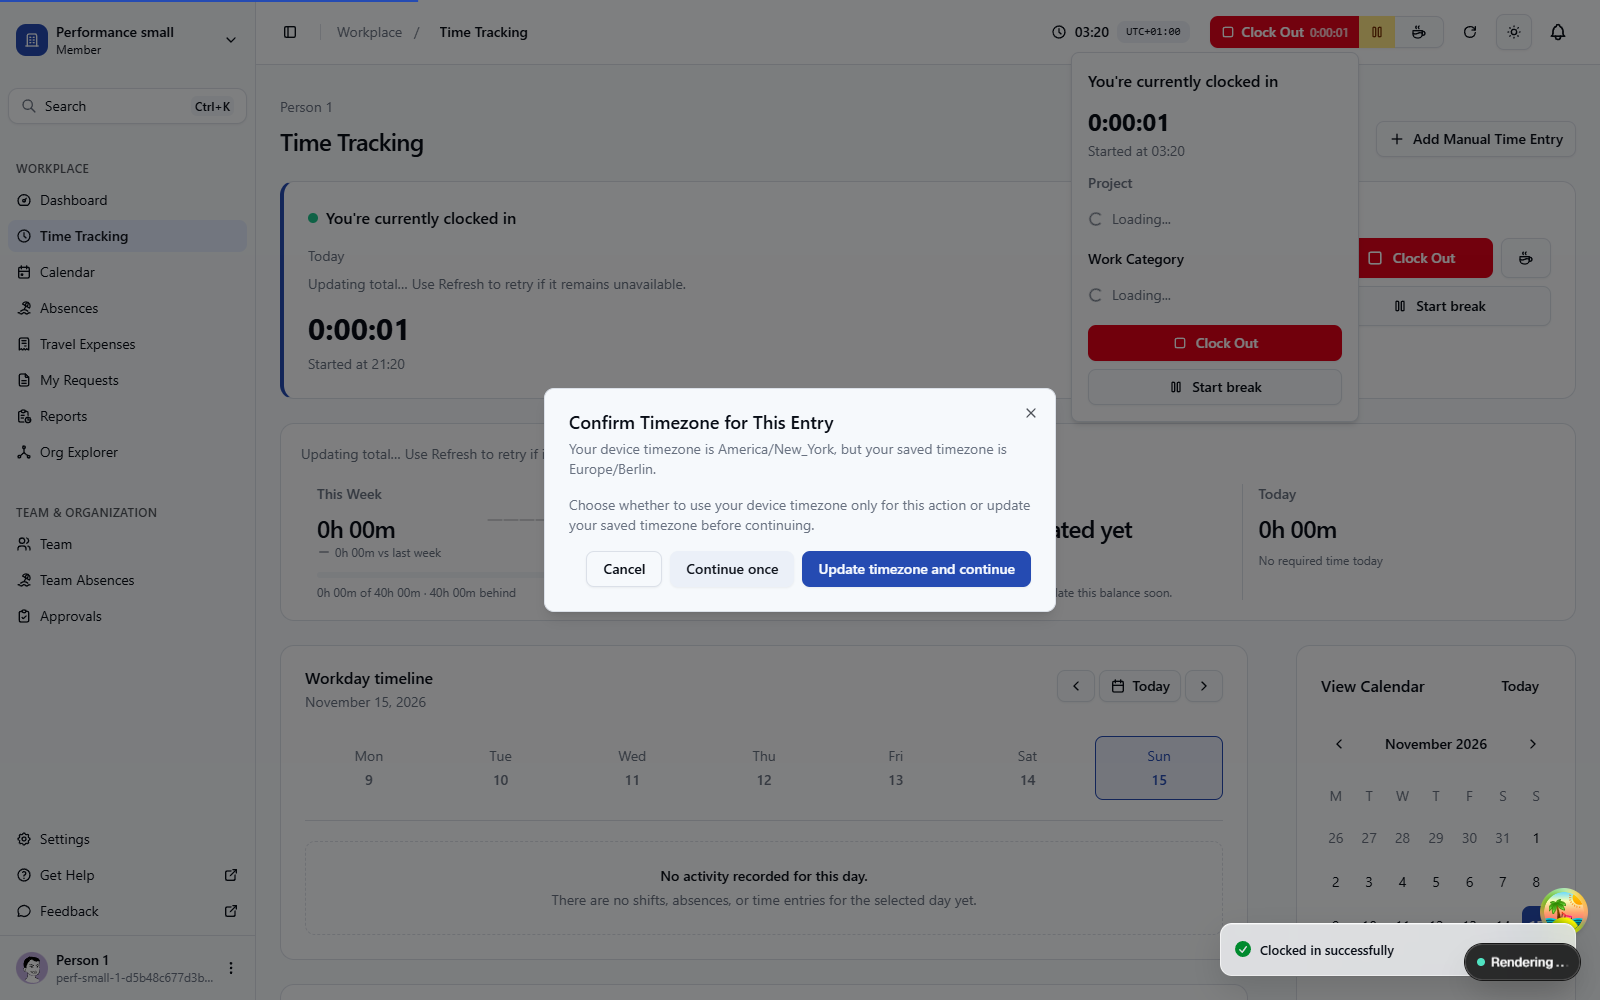 Performance small
Member
Search
Ctrl+K
WORKPLACE
Dashboard
Time Tracking
Calendar
Absences
Travel Expenses
My Requests
Reports
Org Explorer
TEAM & ORGANIZATION
Team
Team Absences
Approvals
Settings
Get Help
Feedback
Person 1
perf-small-1-d5b48c677d3b...
Workplace / Time Tracking
03:20 UTC+01:00
Clock Out 0:00:01
Person 1
Time Tracking
Add Manual Time Entry
You're currently clocked in
Today
Updating total... Use Refresh to retry if it remains unavailable.
0:00:01
Started at 21:20
Clock Out
Start break
You're currently clocked in
0:00:01
Started at 03:20
Project
Loading...
Work Category
Loading...
Clock Out
Start break
Confirm Timezone for This Entry
Your device timezone is America/New_York, but your saved timezone is
Europe/Berlin.
Choose whether to use your device timezone only for this action or update
your saved timezone before continuing.
Cancel
Continue once
Update timezone and continue
Updating total... Use Refresh to retry if i
This Week
0h 00m
0h 00m vs last week
0h 00m of 40h 00m · 40h 00m behind
ated yet
ate this balance soon.
Today
0h 00m
No required time today
Workday timeline
November 15, 2026
Today
Mon Tue Wed Thu Fri Sat Sun
9 10 11 12 13 14 15
No activity recorded for this day.
There are no shifts, absences, or time entries for the selected day yet.
View Calendar
Today
November 2026
M T W T F S S
26 27 28 29 30 31 1
2 3 4 5 6 7 8
Clocked in successfully
Rendering ...